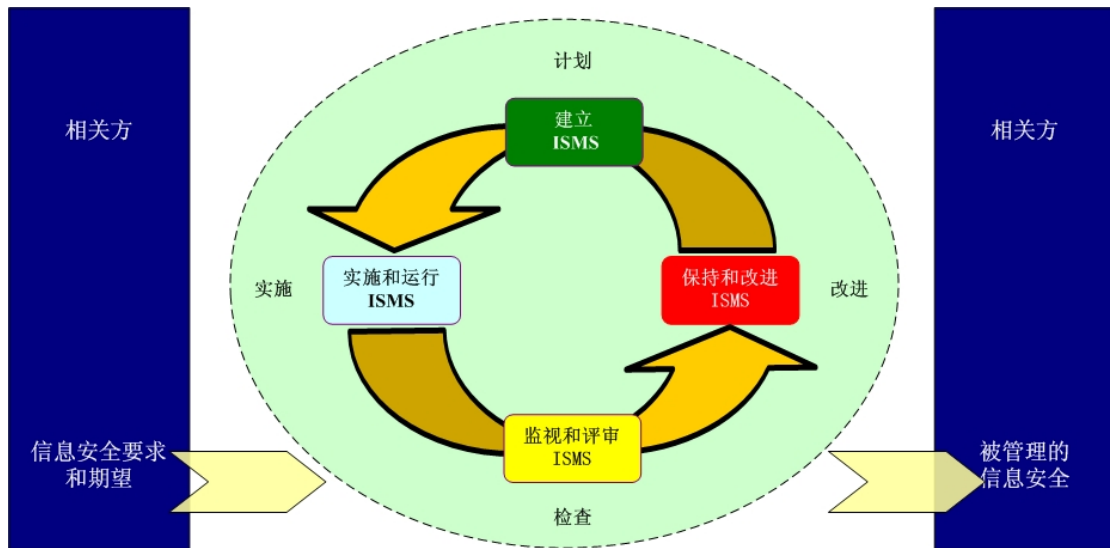 计划
相关方
建立
ISMS
相关方
实施
实施和运行
ISMS
保持和改进
ISMS
改进
信息安全要求
和期望
监视和评审
ISMS
被管理的
信息安全
检查